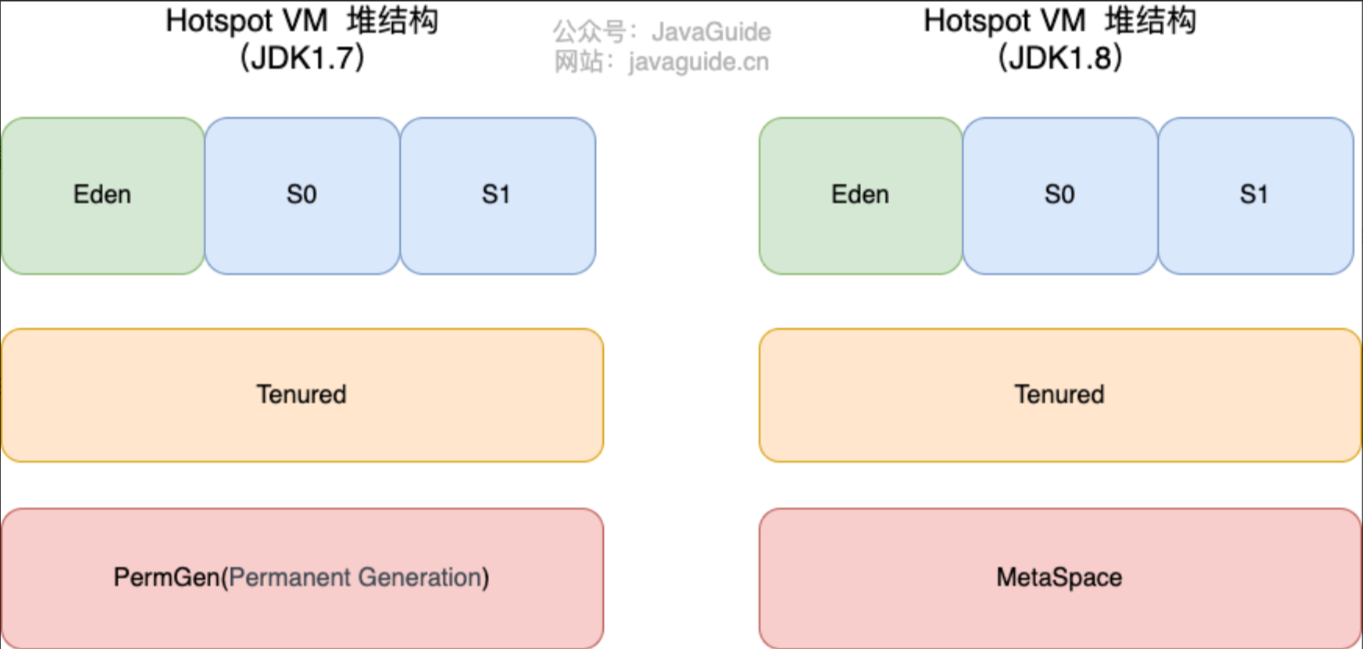 Hotspot VM 堆结构
（JDK1.7）
公众号：JavaGuide
网站：javaguide.cn
Hotspot VM 堆结构
（JDK1.8）
Eden
S0
S1
Eden
S0
S1
Tenured
Tenured
PermGen(Permanent Generation)
MetaSpace